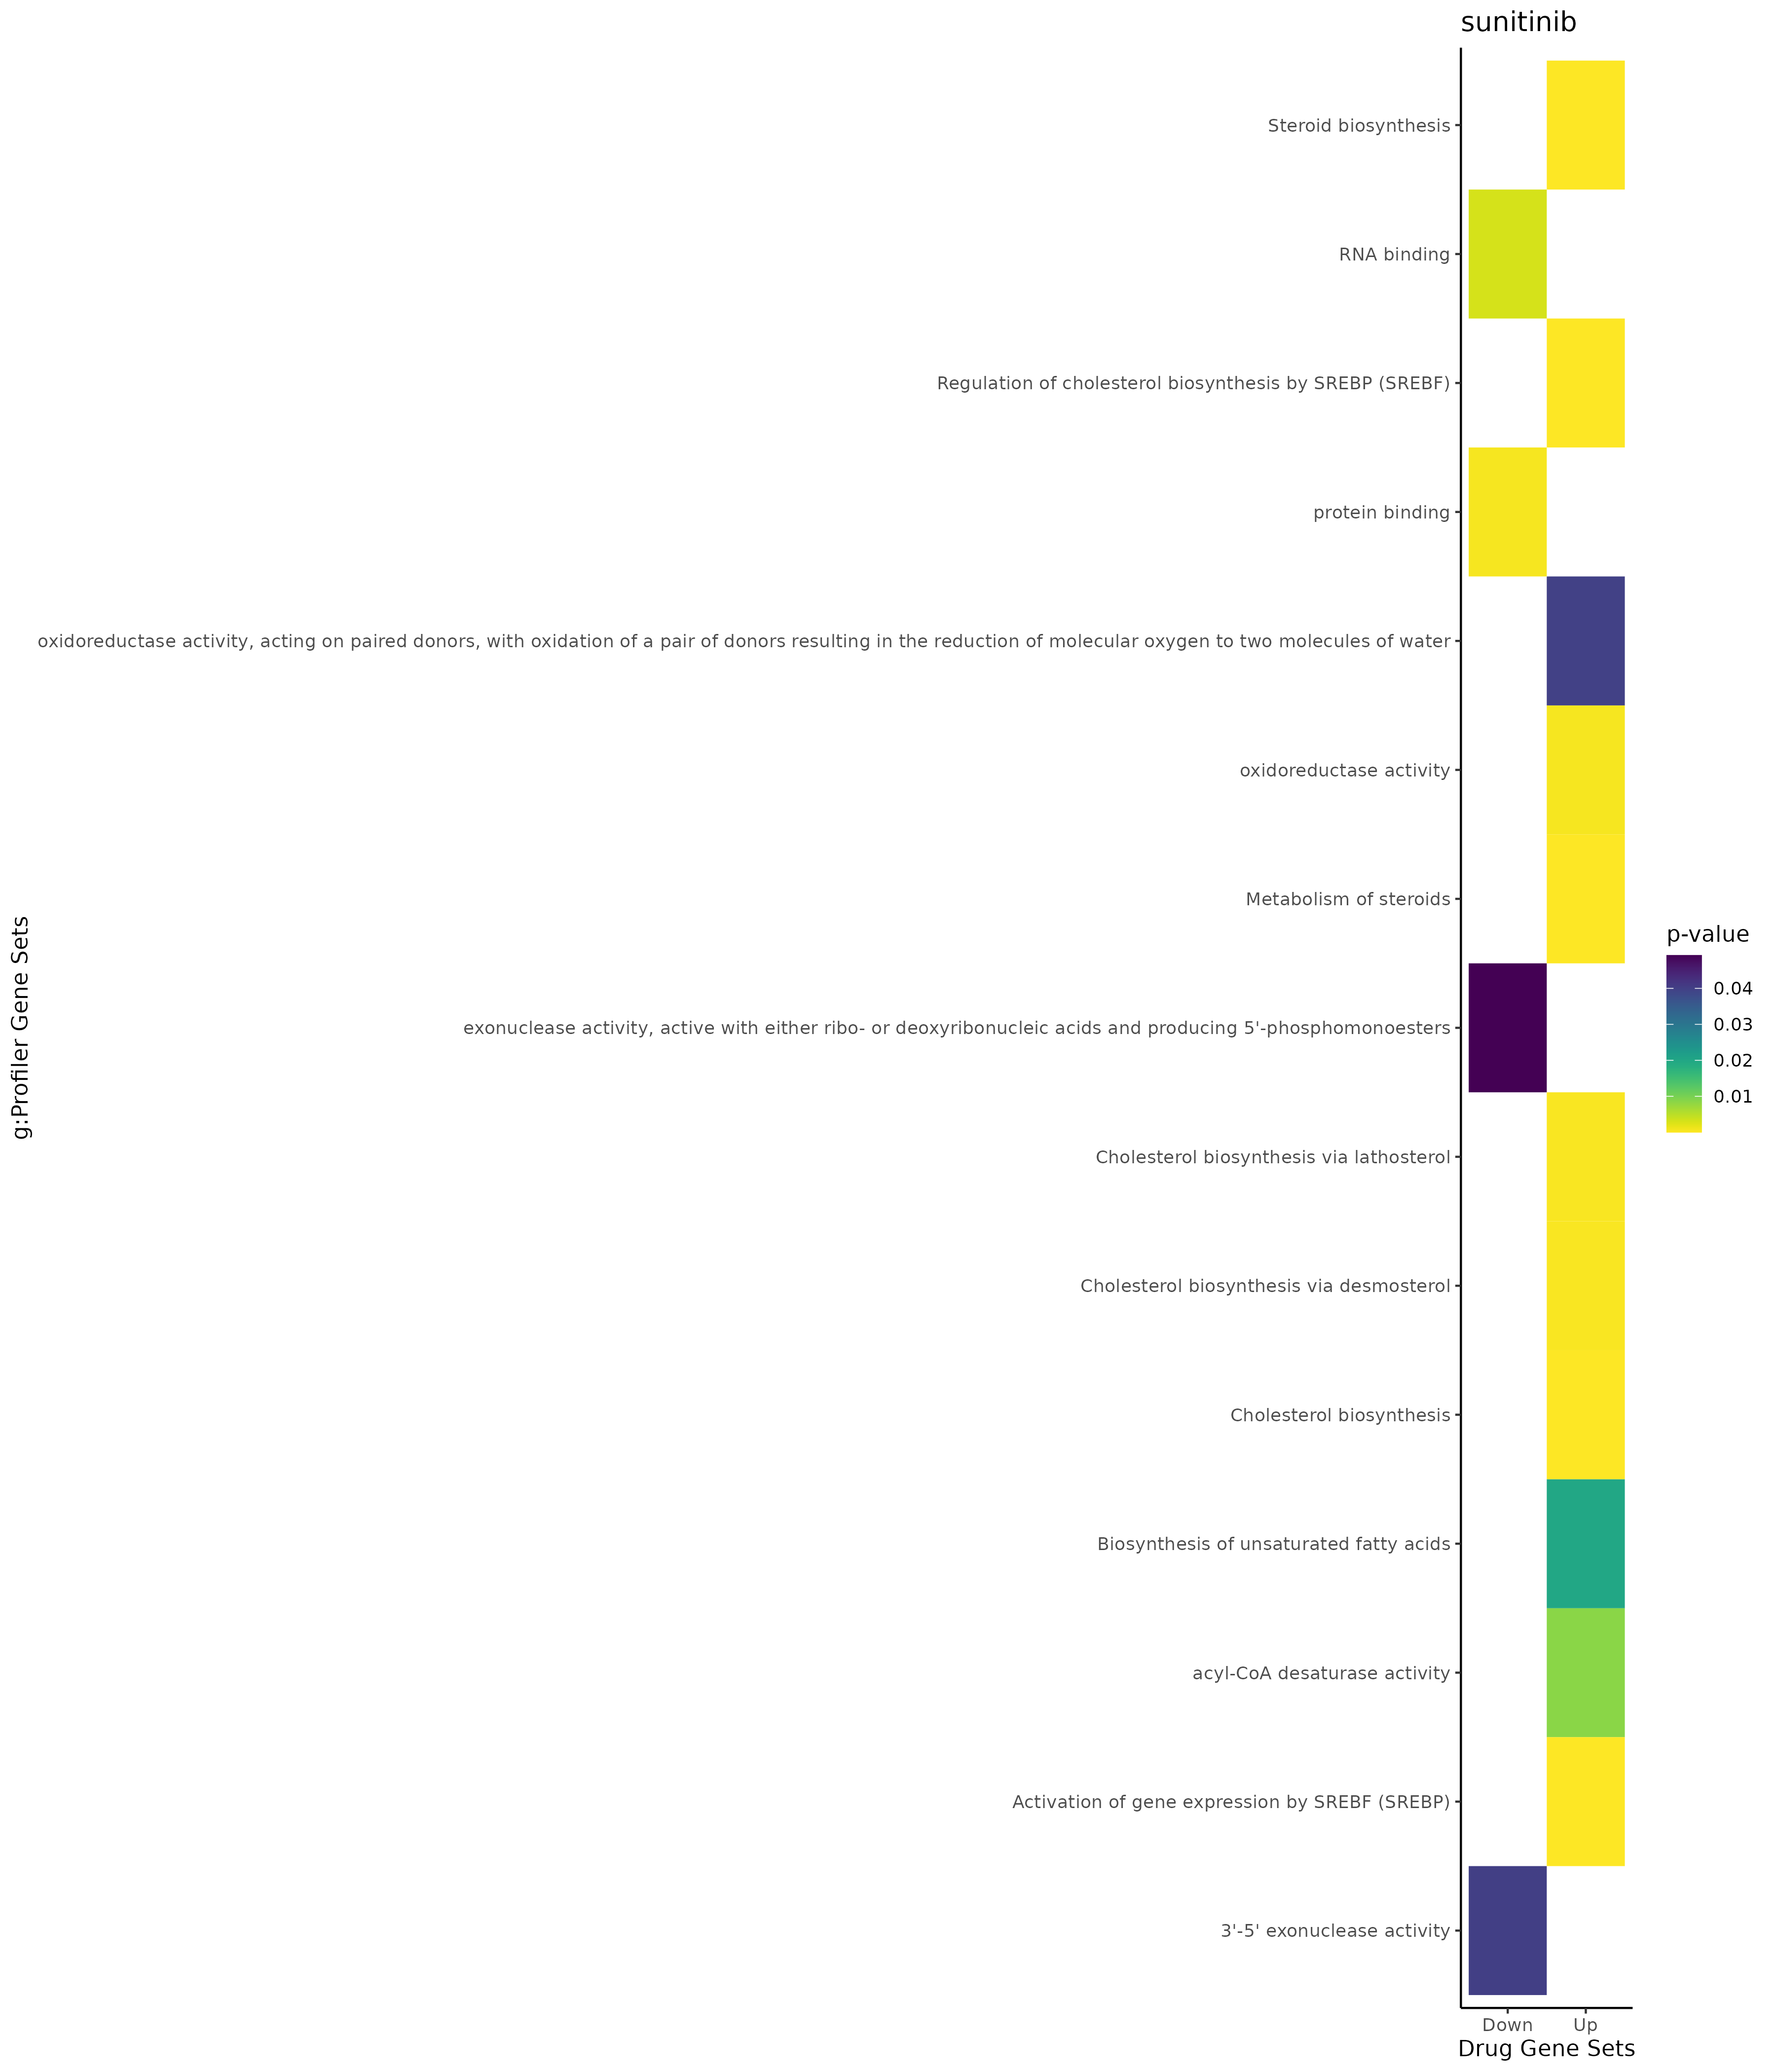 sunitinib
Steroid biosynthesis
RNA binding
Regulation of cholesterol biosynthesis by SREBP (SREBF)
protein binding
oxidoreductase activity, acting on paired donors, with oxidation of a pair of donors resulting in the reduction of molecular oxygen to two molecules of water
oxidoreductase activity
Metabolism of steroids
exonuclease activity, active with either ribo- or deoxyribonucleic acids and producing 5'-phosphomonoesters
Cholesterol biosynthesis via lathosterol
Cholesterol biosynthesis via desmosterol
Cholesterol biosynthesis
Biosynthesis of unsaturated fatty acids
acyl-CoA desaturase activity
Activation of gene expression by SREBF (SREBP)
3'-5' exonuclease activity
g:Profiler Gene Sets
Down Up
Drug Gene Sets
p-value
0.04
0.03
0.02
0.01